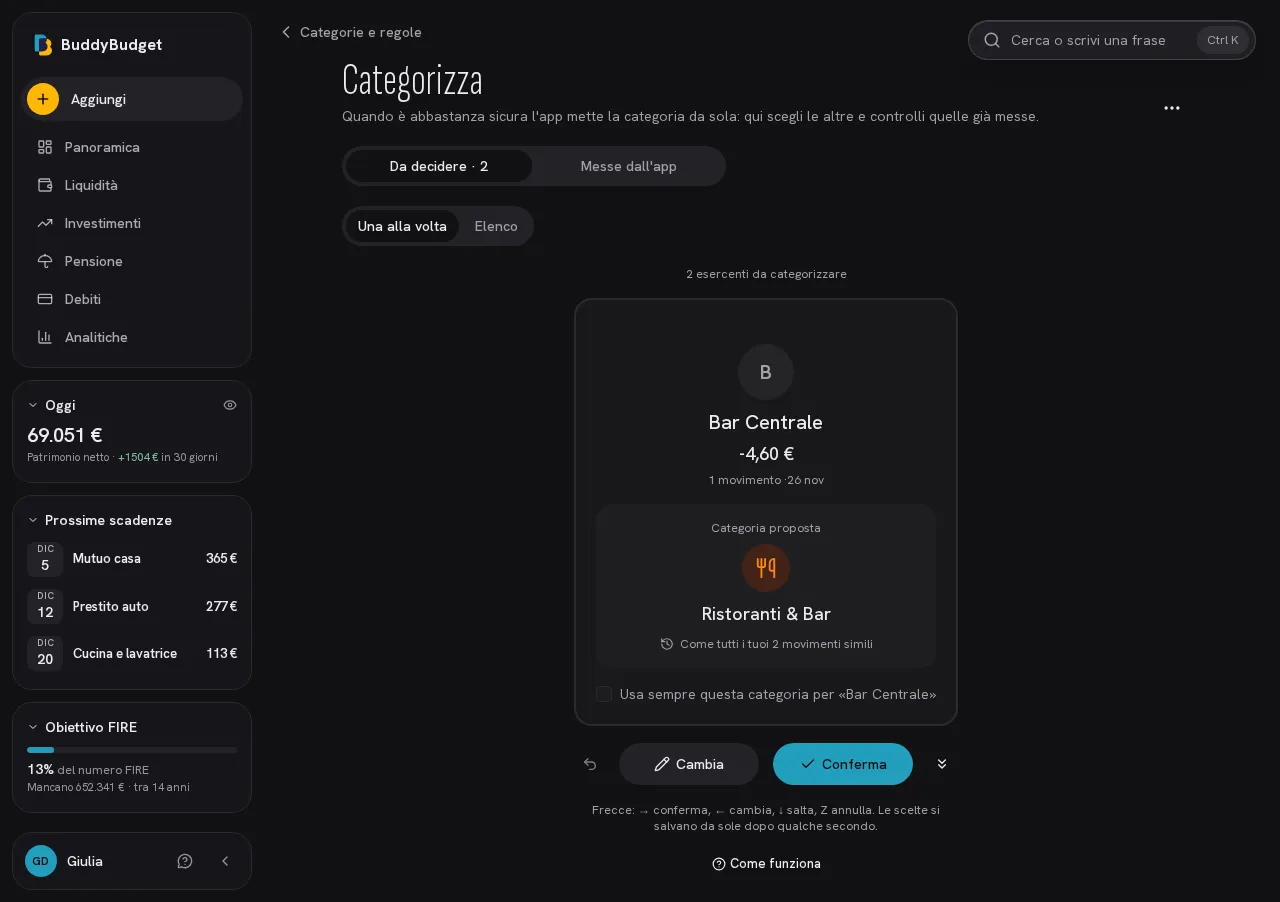 BuddyBudget
Aggiungi
Panoramica
Liquidità
Investimenti
Pensione
Debiti
Analitiche
Oggi
69.051 €
Patrimonio netto · +1504 € in 30 giorni
Prossime scadenze
DIC
5
Mutuo casa
365 €
DIC
12
Prestito auto
277 €
DIC
20
Cucina e lavatrice
113 €
Obiettivo FIRE
13% del numero FIRE
Mancano 652.341 € · tra 14 anni
GD
Giulia
Categorie e regole
Cerca o scrivi una frase
Ctrl K
Categorizza
Quando è abbastanza sicura l'app mette la categoria da sola: qui scegli le altre e controlli quelle già messe.
Da decidere · 2
Messe dall'app
Una alla volta
Elenco
2 esercenti da categorizzare
B
Bar Centrale
-4,60 €
1 movimento · 26 nov
Categoria proposta
Ristoranti & Bar
Come tutti i tuoi 2 movimenti simili
Usa sempre questa categoria per «Bar Centrale»
Cambia
Conferma
Frecce: → conferma, ← cambia, ↓ salta, Z annulla. Le scelte si
salvano da sole dopo qualche secondo.
Come funziona